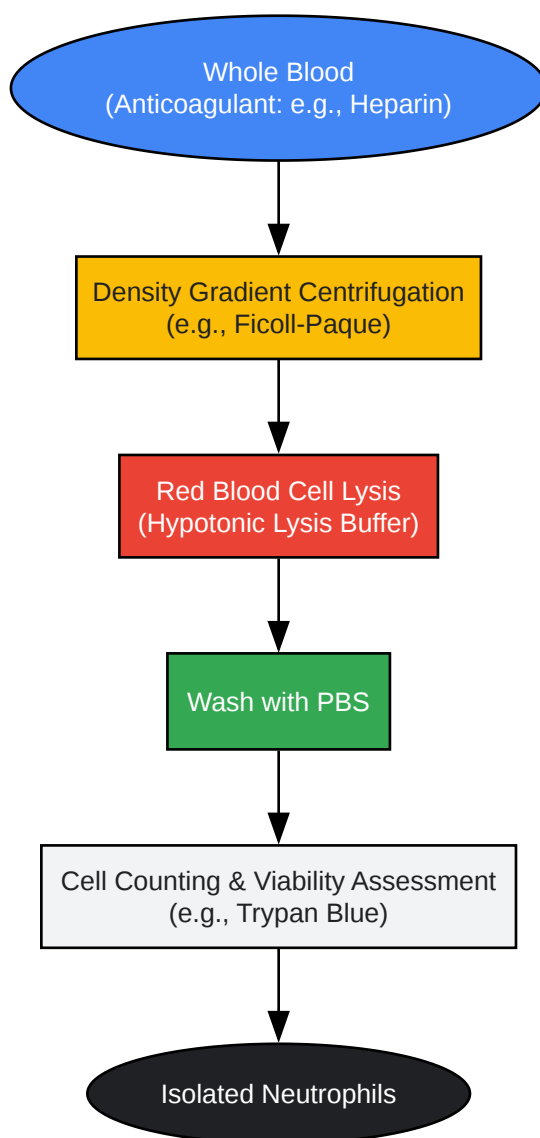 Whole Blood
(Anticoagulant: e.g., Heparin)
Density Gradient Centrifugation
(e.g., Ficoll-Paque)
Red Blood Cell Lysis
(Hypotonic Lysis Buffer)
Wash with PBS
Cell Counting & Viability Assessment
(e.g., Trypan Blue)
Isolated Neutrophils